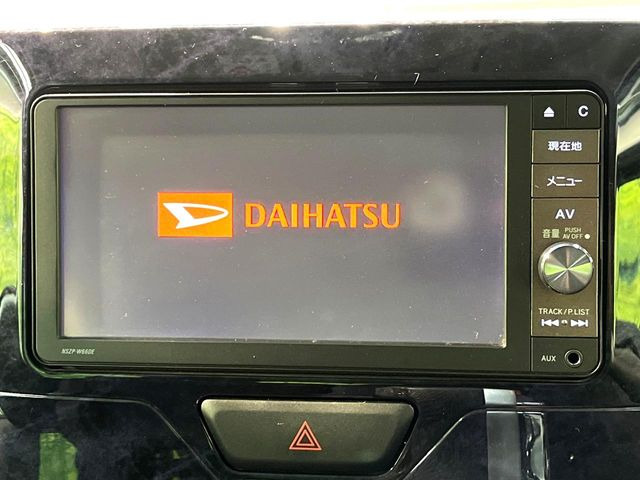 C
現在地
メニュー
AV
音量 PUSH
AV OFF
DAIHATSU
TRACK/P.LIST
NSZP-W66DE
AUX